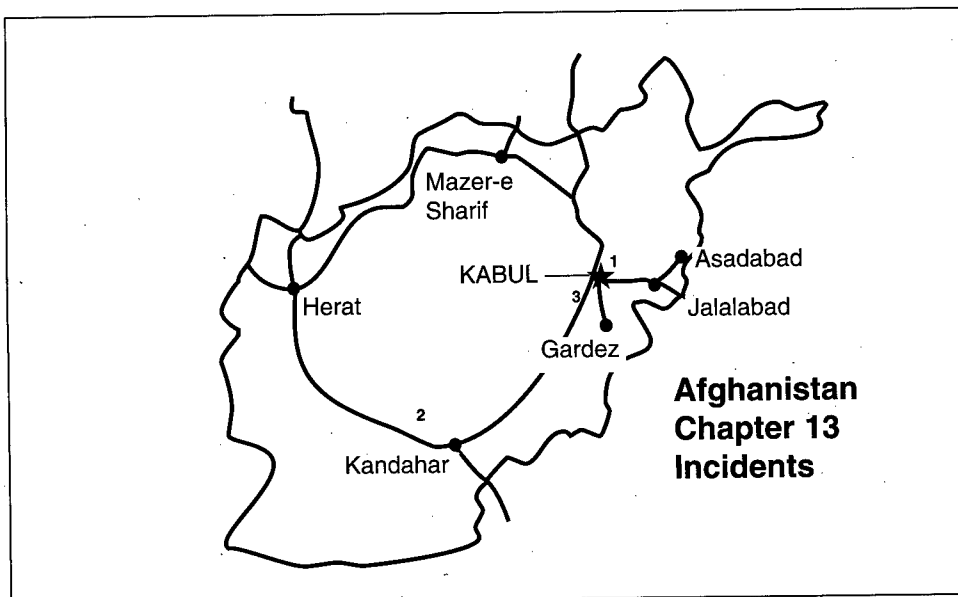 Mazer-e
Sharif
KABUL
1
Asadabad
3
Jalalabad
Herat
Gardez
Afghanistan
Chapter 13
Incidents
2
Kandahar